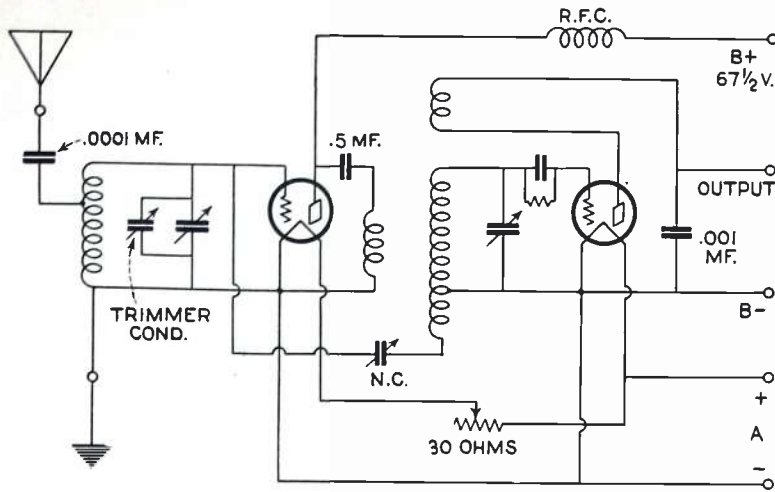 R.F.C.
B+
67½ V.
.0001 MF.
.5 MF.
OUTPUT
.001
MF.
TRIMMER
COND.
B-
N.C.
+
A
30 OHMS
-